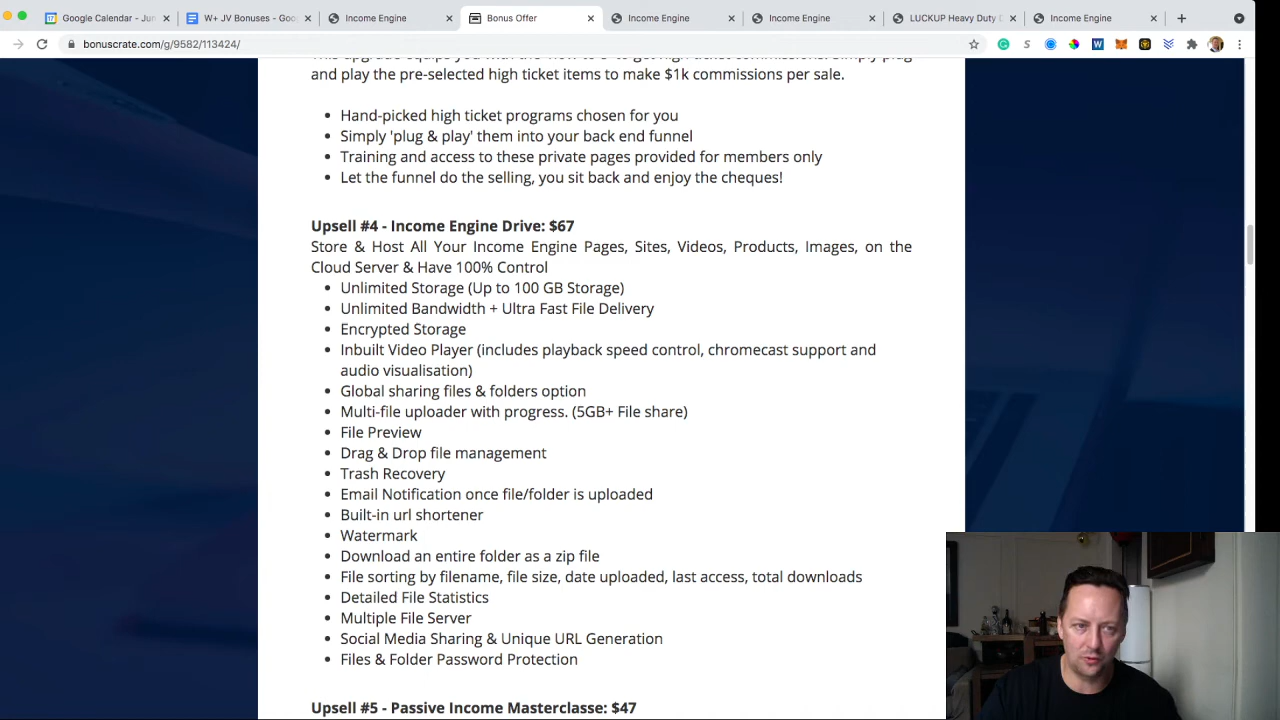 Google Calendar - Jun
W+ JV Bonuses - Goo
Income Engine
Bonus Offer
Income Engine
Income Engine
LUCKUP Heavy Duty D
Income Engine
bonuscrate.com/g/9582/113424/
and play the pre-selected high ticket items to make $1k commissions per sale.
Hand-picked high ticket programs chosen for you
Simply 'plug & play' them into your back end funnel
Training and access to these private pages provided for members only
Let the funnel do the selling, you sit back and enjoy the cheques!
Upsell #4 - Income Engine Drive: $67
Store & Host All Your Income Engine Pages, Sites, Videos, Products, Images, on the
Cloud Server & Have 100% Control
Unlimited Storage (Up to 100 GB Storage)
Unlimited Bandwidth + Ultra Fast File Delivery
Encrypted Storage
Inbuilt Video Player (includes playback speed control, chromecast support and
audio visualisation)
Global sharing files & folders option
Multi-file uploader with progress. (5GB+ File share)
File Preview
Drag & Drop file management
Trash Recovery
Email Notification once file/folder is uploaded
Built-in url shortener
Watermark
Download an entire folder as a zip file
File sorting by filename, file size, date uploaded, last access, total downloads
Detailed File Statistics
Multiple File Server
Social Media Sharing & Unique URL Generation
Files & Folder Password Protection
Upsell #5 - Passive Income Masterclasse: $47